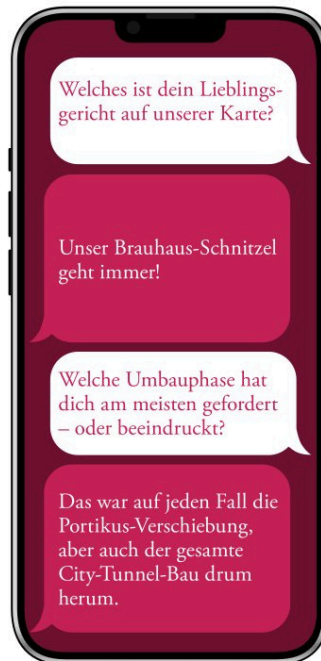 Welches ist dein Lieblings-
gericht auf unserer Karte?
Unser Brauhaus-Schnitzel
geht immer!
Welche Umbauphase hat
dich am meisten gefordert
– oder beeindruckt?
Das war auf jeden Fall die
Portikus-Verschiebung,
aber auch der gesamte
City-Tunnel-Bau drum
herum.